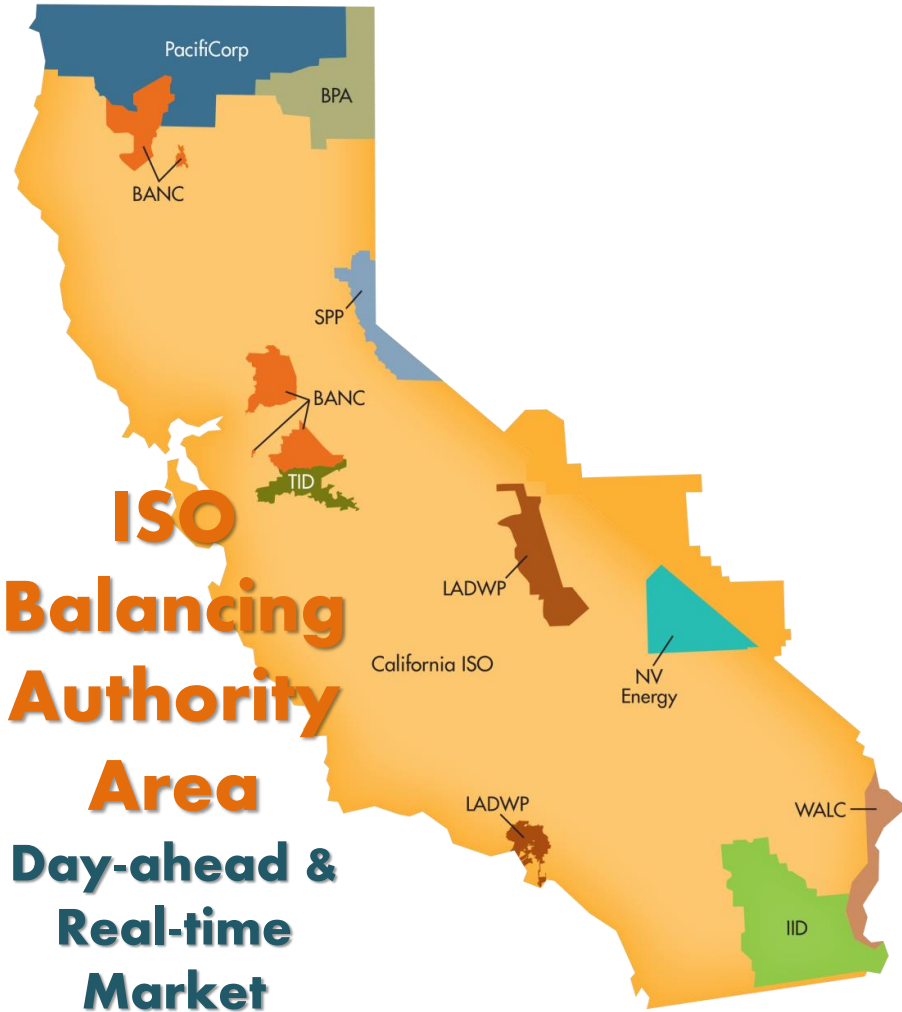 PacifiCorp
BPA
BANC
SPP
BANC
TID
ISO
Balancing
Authority
Area
LADWP
California ISO
NV
Energy
LADWP
WALC
Day-ahead &
Real-time
Market
IID